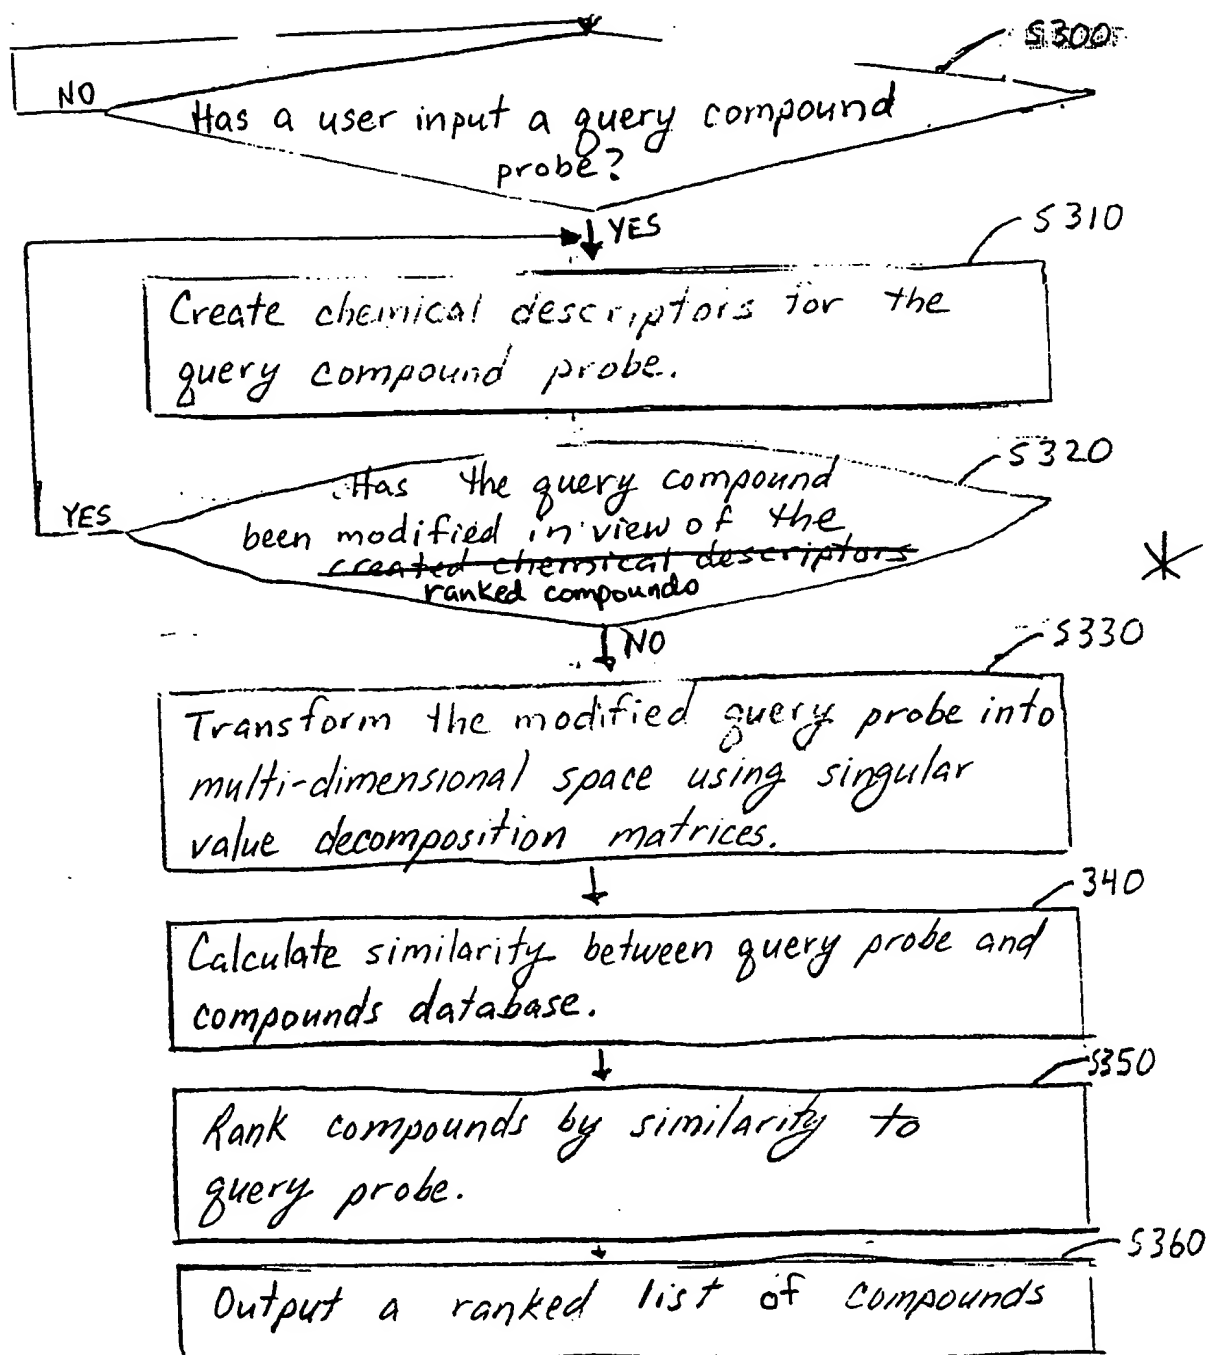 S300
NO
Has a user input a query compound
probe?
YES
S310
Create chemical descriptors for the
query compound probe.
S320
YES
Has the query compound
been modified in view of the
created chemical descriptors
ranked compounds
*
NO
S330
Transform the modified query probe into
multi-dimensional space using singular
value decomposition matrices.
340
Calculate similarity between query probe and
compounds database.
S350
Rank compounds by similarity to
query probe.
S360
Output a ranked list of compounds